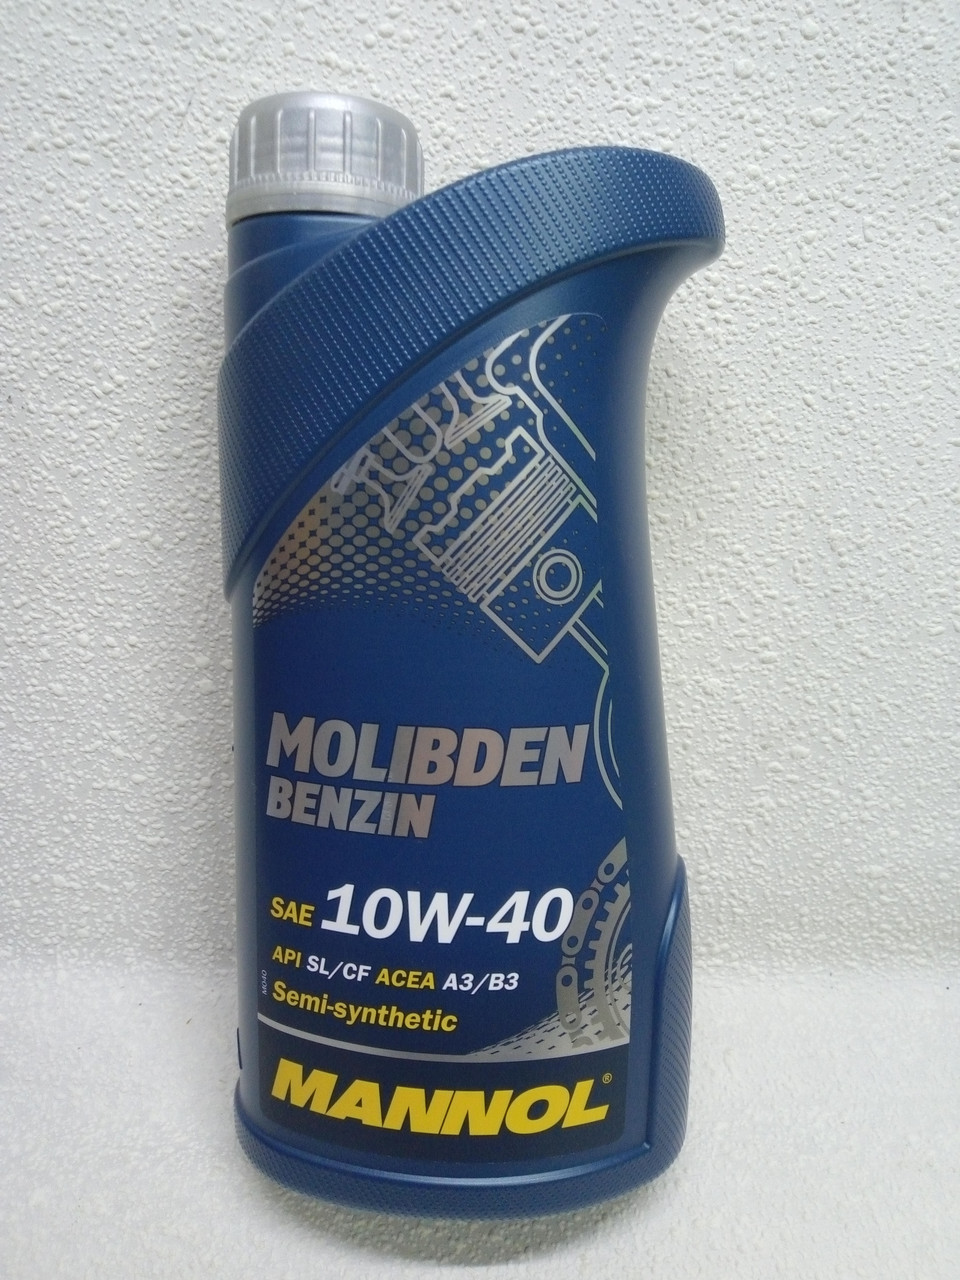 MOLIBDEN
BENZIN
SAE 10W-40
API SL/CF ACEA A3/B3
Semi-synthetic
MANNOL®